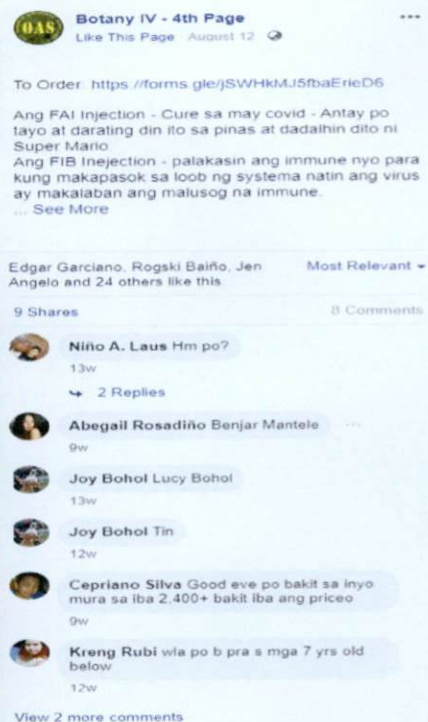 OAS
Botany IV - 4th Page
Like This Page · August 12
To Order: https://forms.gle/jSWHkMJ5fbaErieD6
Ang FAI Injection - Cure sa may covid - Antay po
tayo at darating din ito sa pinas at dadalhin dito ni
Super Mario
Ang FIB Inejection - palakasin ang immune nyo para
kung makapasok sa loob ng systema natin ang virus
ay makalaban ang malusog na immune.
... See More
Edgar Garciano, Rogski Baiño, Jen
Angelo and 24 others like this.
Most Relevant
9 Shares
8 Comments
Niño A. Laus Hm po?
13w
2 Replies
Abegail Rosadiño Benjar Mantele
9w
Joy Bohol Lucy Bohol
13w
Joy Bohol Tin
12w
Cepriano Silva Good eve po bakit sa inyo
mura sa iba 2,400+ bakit iba ang priceo
9w
Kreng Rubi wla po b pra s mga 7 yrs old
below
12w
View 2 more comments